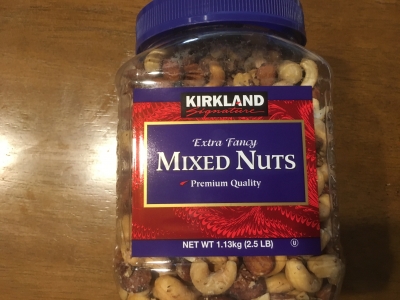 KIRKLAND
Signature
Extra Fancy
MIXED NUTS
Premium Quality
NET WT 1.13kg (2.5 LB)
U